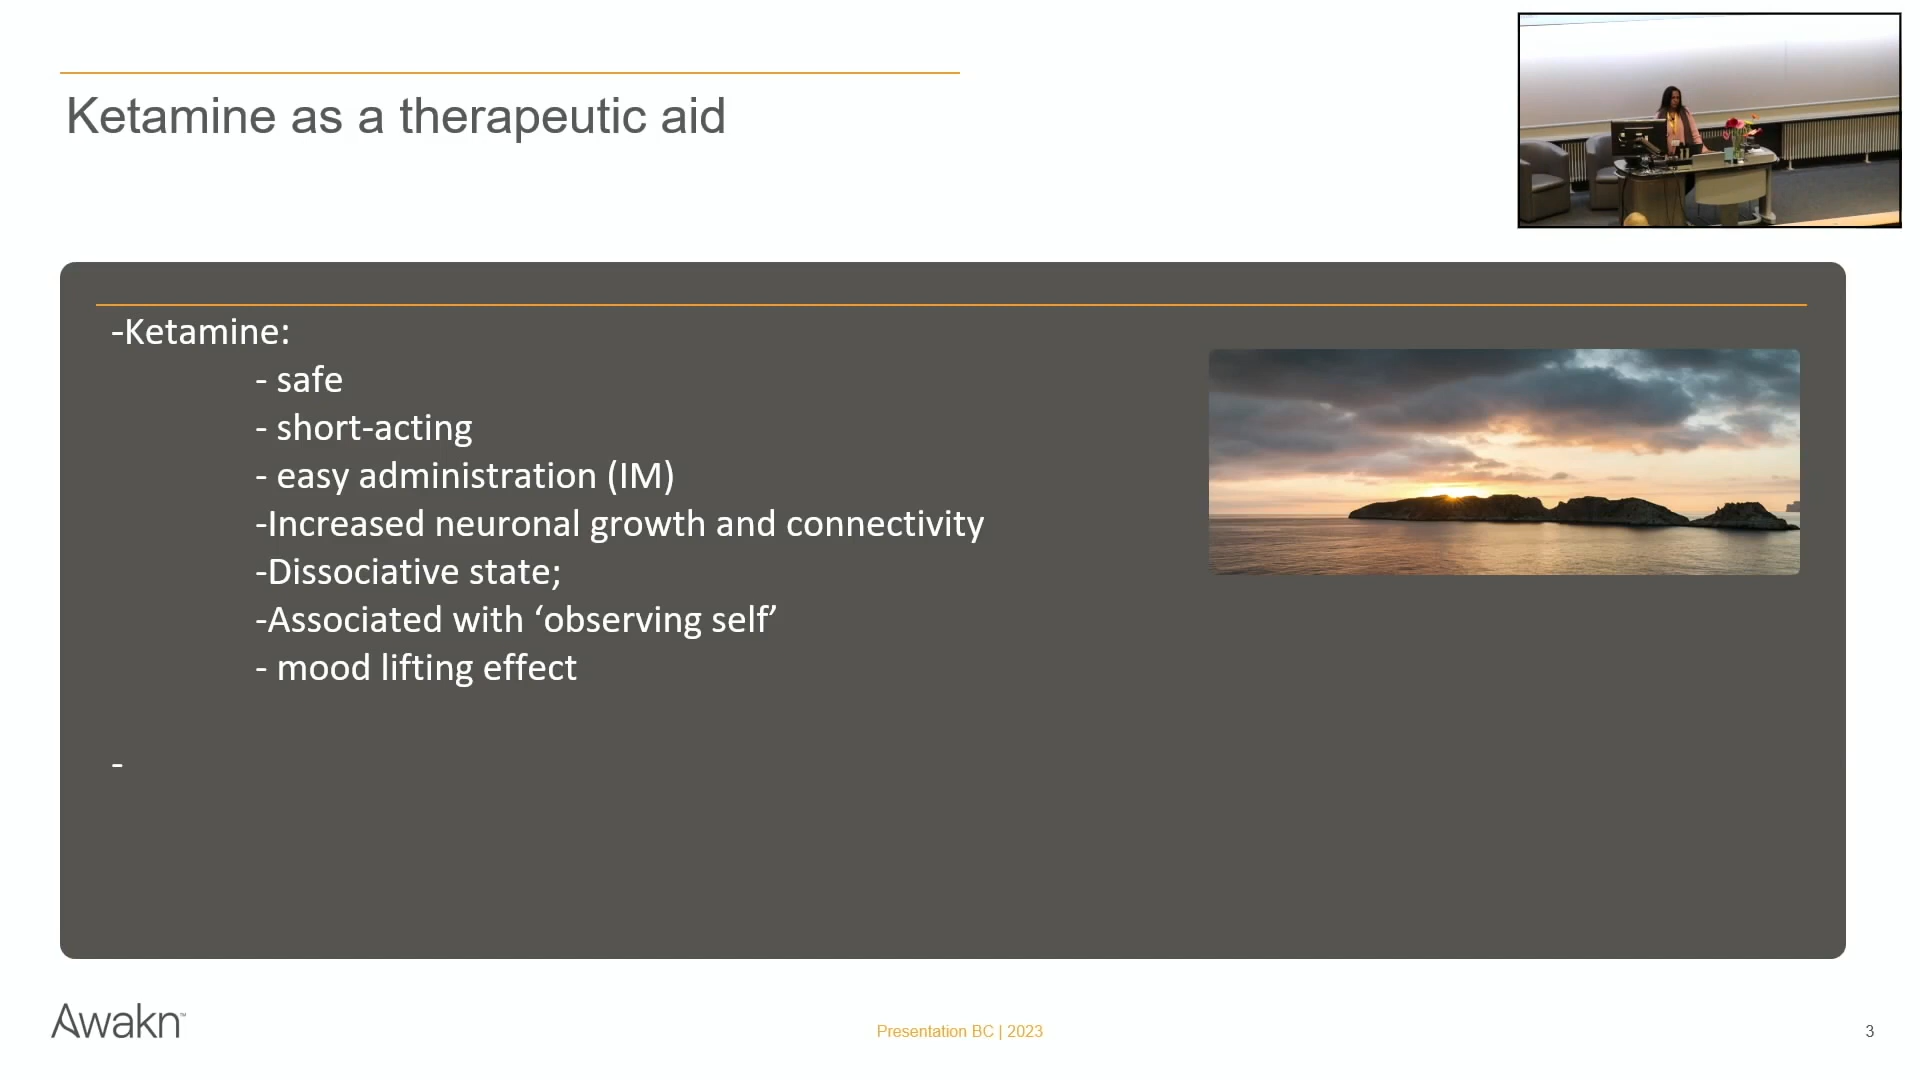 Ketamine as a therapeutic aid
-Ketamine:
- safe
- short-acting
- easy administration (IM)
-Increased neuronal growth and connectivity
-Dissociative state;
-Associated with ‘observing self’
- mood lifting effect
-
Awakn™
Presentation BC | 2023
3